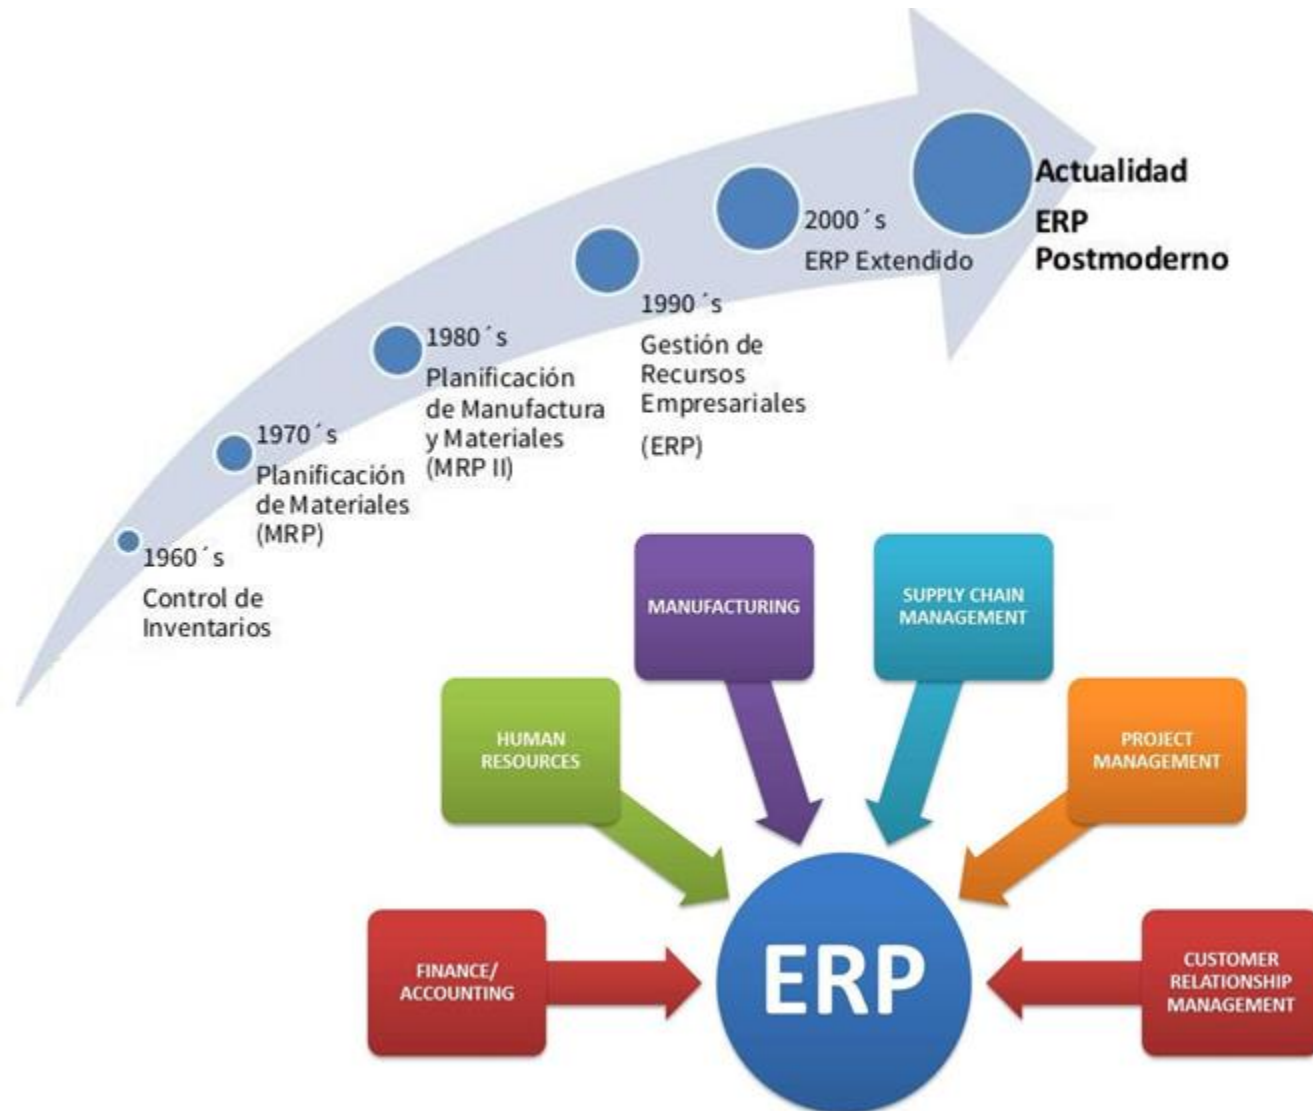 1960´s
Control de
Inventarios
1970´s
Planificación
de Materiales
(MRP)
1980´s
Planificación
de Manufactura
y Materiales
(MRP II)
1990´s
Gestión de
Recursos
Empresariales
(ERP)
2000´s
ERP Extendido
Actualidad
ERP
Postmoderno
FINANCE/
ACCOUNTING
HUMAN
RESOURCES
MANUFACTURING
SUPPLY CHAIN
MANAGEMENT
PROJECT
MANAGEMENT
CUSTOMER
RELATIONSHIP
MANAGEMENT
ERP